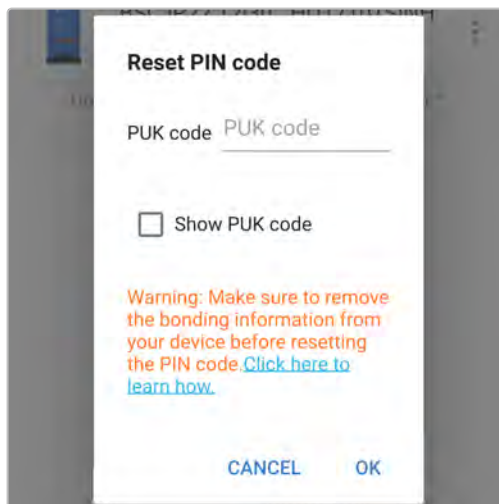 Reset PIN code
PUK code PUK code
Show PUK code
Warning: Make sure to remove
the bonding information from
your device before resetting
the PIN code.Click here to
learn how.
CANCEL OK